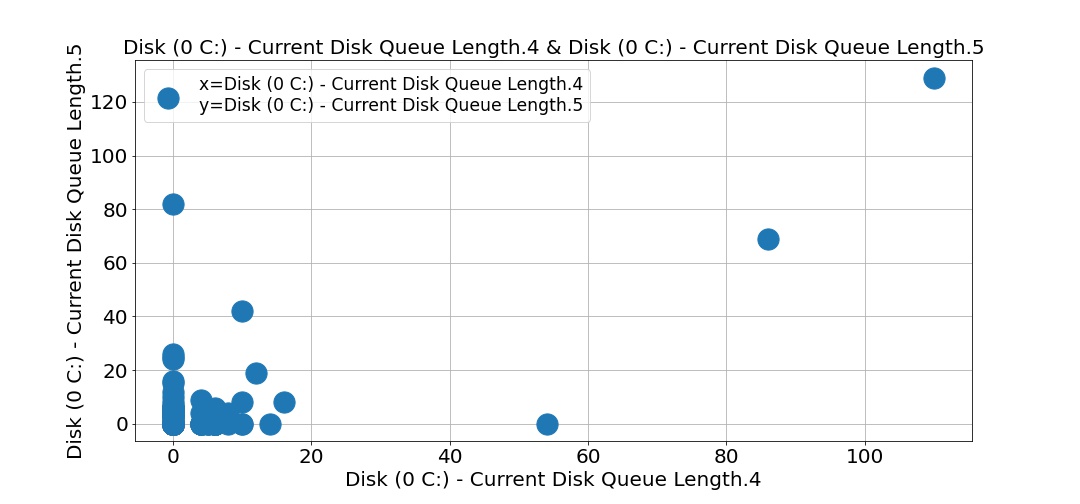 Disk (0 C:) - Current Disk Queue Length.4 & Disk (0 C:) - Current Disk Queue Length.5
x=Disk (0 C:) - Current Disk Queue Length.4
y=Disk (0 C:) - Current Disk Queue Length.5
Disk (0 C:) - Current Disk Queue Length.5
120
100
80
60
40
20
0
0 20 40 60 80 100
Disk (0 C:) - Current Disk Queue Length.4